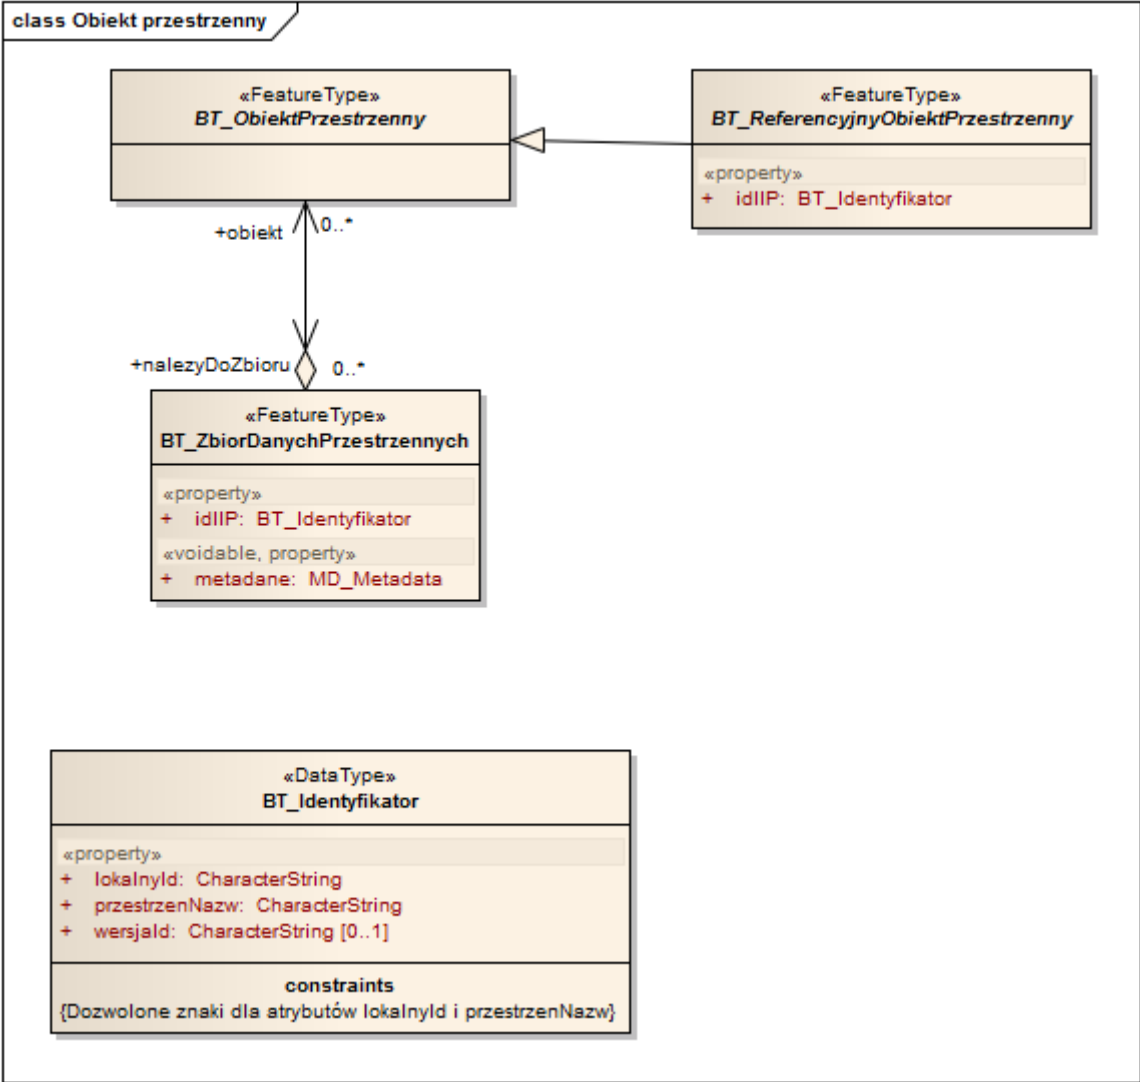 class Obiekt przestrzenny
«FeatureType»
BT_ObiektPrzestrzenny
«FeatureType»
BT_ReferencyjnyObiektPrzestrzenny
«property»
+ idIIP: BT_Identyfikator
+obiekt
0..*
+nalezyDoZbioru
0..*
«FeatureType»
BT_ZbiorDanychPrzestrzennych
«property»
+ idIIP: BT_Identyfikator
«voidable, property»
+ metadane: MD_Metadata
«DataType»
BT_Identyfikator
«property»
+ lokalnyId: CharacterString
+ przestrzenNazw: CharacterString
+ wersjaId: CharacterString [0..1]
constraints
{Dozwolone znaki dla atrybutów lokalnyId i przestrzenNazw}